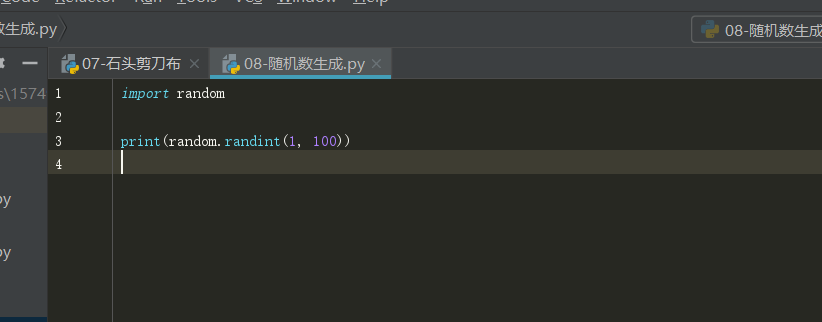 Code Refactor Run Tools VCS Window Help
数生成.py
08-随机数生成
07-石头剪刀布
08-随机数生成.py
s\1574
1 import random
2
3 print(random.randint(1, 100))
4
py
py